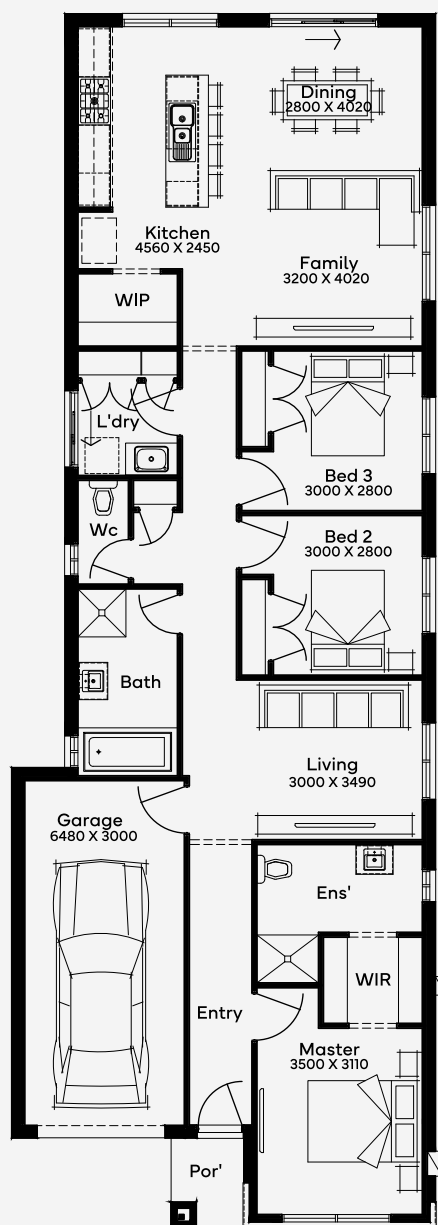 Dining
2800 X 4020
Kitchen
4560 X 2450
Family
3200 X 4020
WIP
L'dry
Bed 3
3000 X 2800
Wc
Bed 2
3000 X 2800
Bath
Living
3000 X 3490
Garage
6480 X 3000
Ens'
WIR
Entry
Master
3500 X 3110
Por'